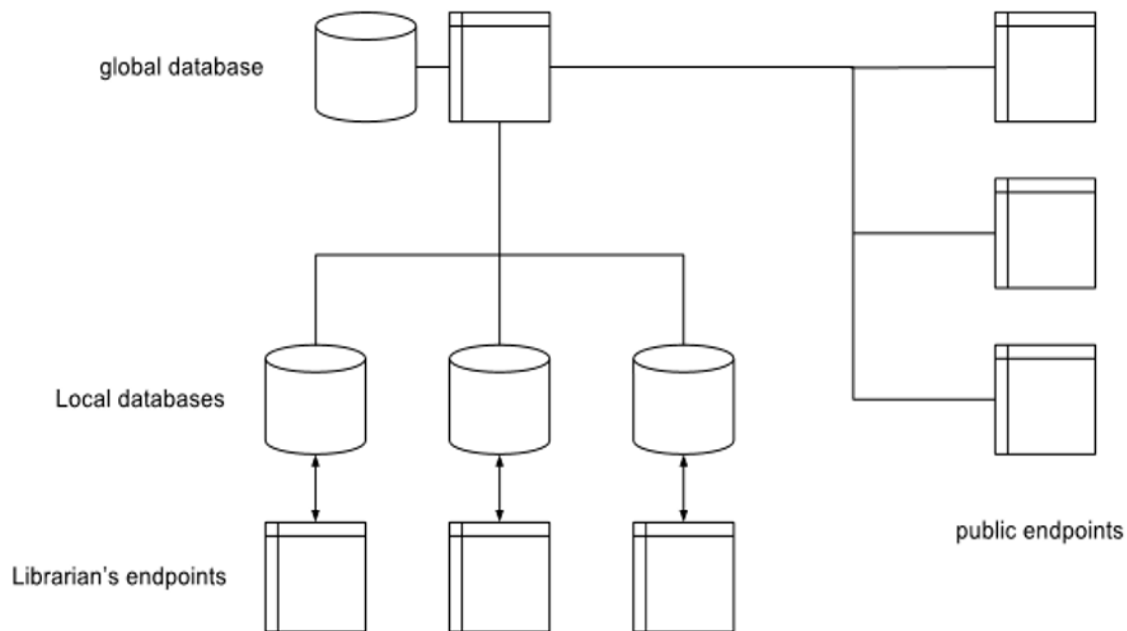 global database
Local databases
public endpoints
Librarian's endpoints